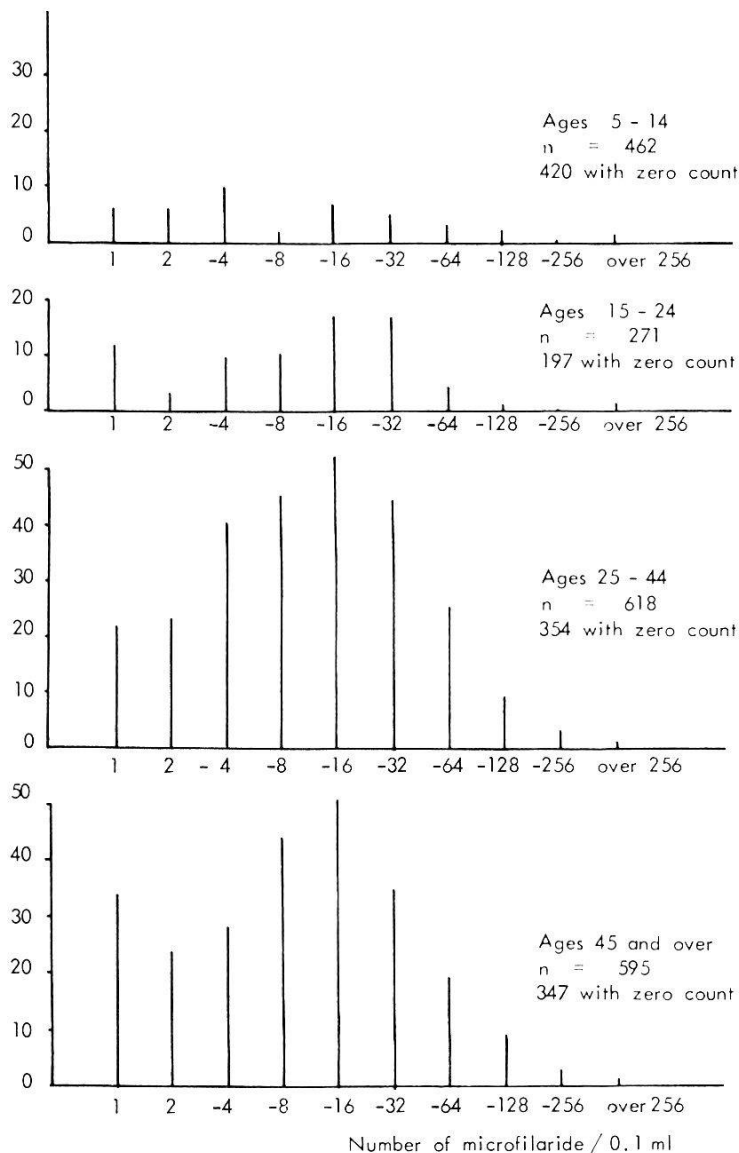 30
20
10
0
Ages 5 - 14
n = 462
420 with zero count
1 2 -4 -8 -16 -32 -64 -128 -256 over 256
20
10
0
Ages 15 - 24
n = 271
197 with zero count
1 2 -4 -8 -16 -32 -64 -128 -256 over 256
50
40
30
20
10
0
Ages 25 - 44
n = 618
354 with zero count
1 2 - 4 -8 -16 -32 -64 -128 -256 over 256
50
40
30
20
10
0
Ages 45 and over
n = 595
347 with zero count
1 2 -4 -8 -16 -32 -64 -128 -256 over 256
Number of microfilaride / 0.1 ml